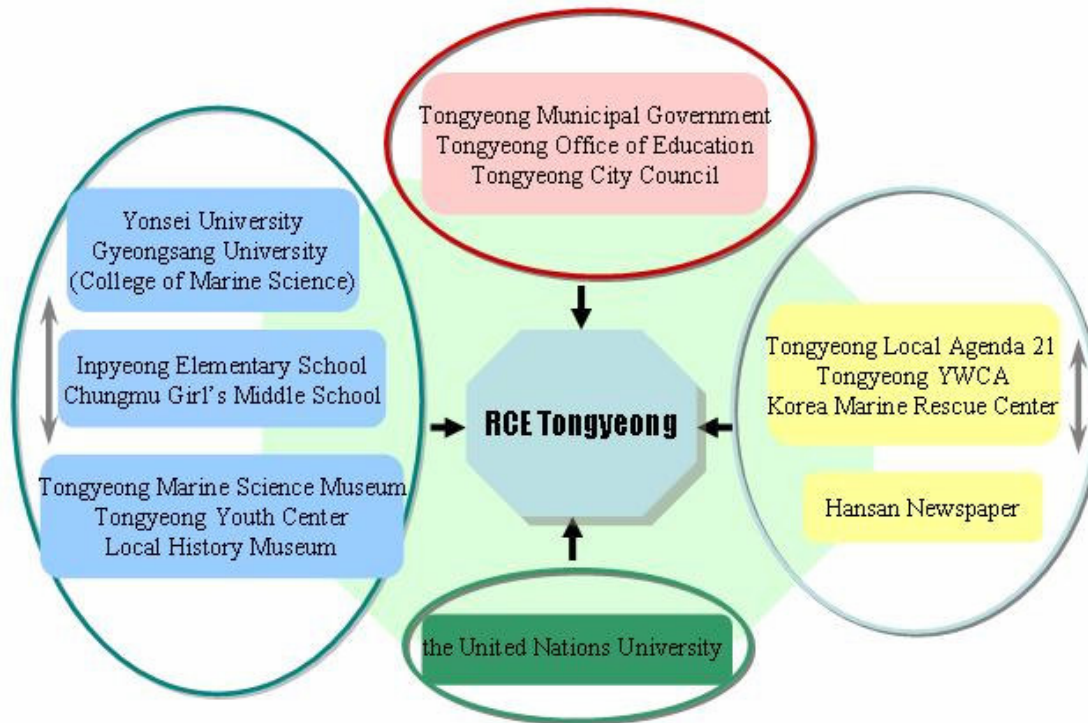 Tongyeong Municipal Government
Tongyeong Office of Education
Tongyeong City Council
Yonsei University
Gyeongsang University
(College of Marine Science)
Inpyeong Elementary School
Chungmu Girl's Middle School
Tongyeong Marine Science Museum
Tongyeong Youth Center
Local History Museum
RCE Tongyeong
Tongyeong Local Agenda 21
Tongyeong YWCA
Korea Marine Rescue Center
Hansan Newspaper
the United Nations University